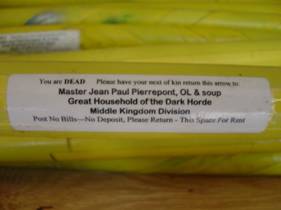 You are DEAD Please have your next of kin return this arrow to:
Master Jean Paul Pierrepont, OL & soup
Great Household of the Dark Horde
Middle Kingdom Division
Post No Bills—No Deposit, Please Return - This Space For Rent